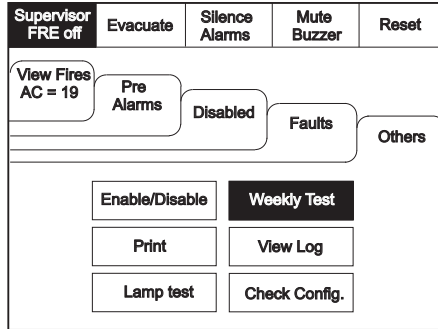 Supervisor FRE off
Evacuate
Silence Alarms
Mute Buzzer
Reset
View Fires
AC = 19
Pre
Alarms
Disabled
Faults
Others
Enable/Disable
Weekly Test
Print
View Log
Lamp test
Check Config.